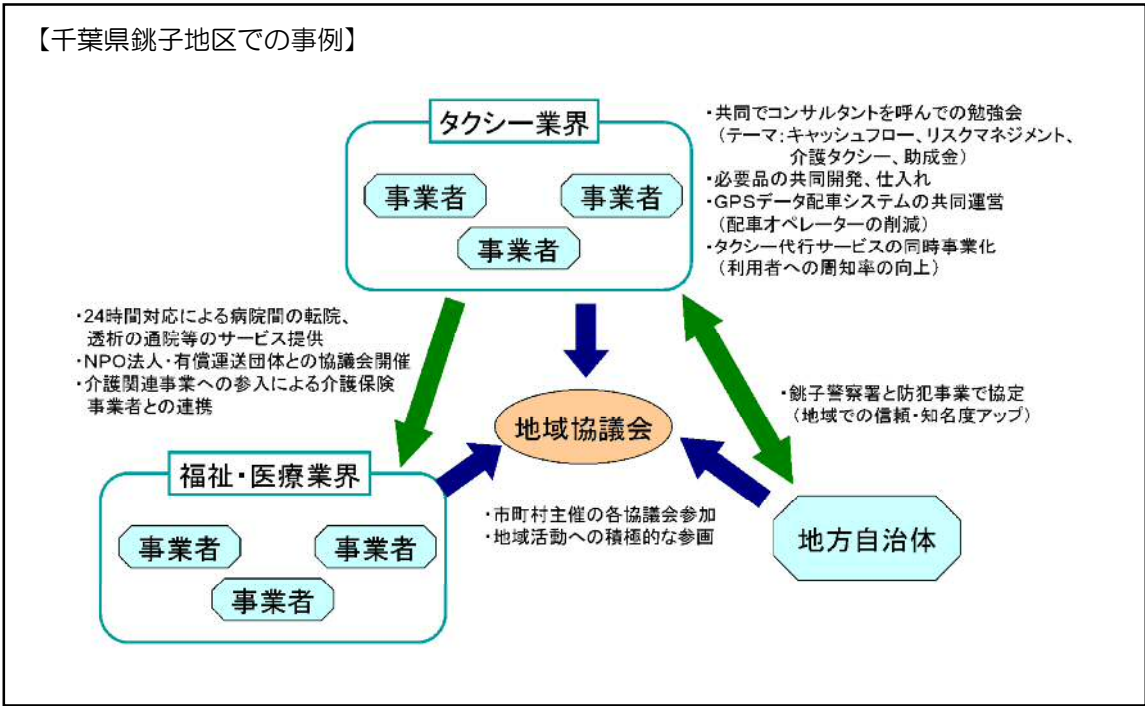 【千葉県銚子地区での事例】
タクシー業界
事業者
事業者
事業者
・共同でコンサルタントを呼んでの勉強会
(テーマ:キャッシュフロー、リスクマネジメント、
介護タクシー、助成金)
・必要品の共同開発、仕入れ
・GPSデータ配車システムの共同運営
(配車オペレーターの削減)
・タクシー代行サービスの同時事業化
(利用者への周知率の向上)
・24時間対応による病院間の転院、
透析の通院等のサービス提供
・NPO法人・有償運送団体との協議会開催
・介護関連事業への参入による介護保険
事業者との連携
・銚子警察署と防犯事業で協定
(地域での信頼・知名度アップ)
地域協議会
福祉・医療業界
事業者
事業者
事業者
・市町村主催の各協議会参加
・地域活動への積極的な参画
地方自治体